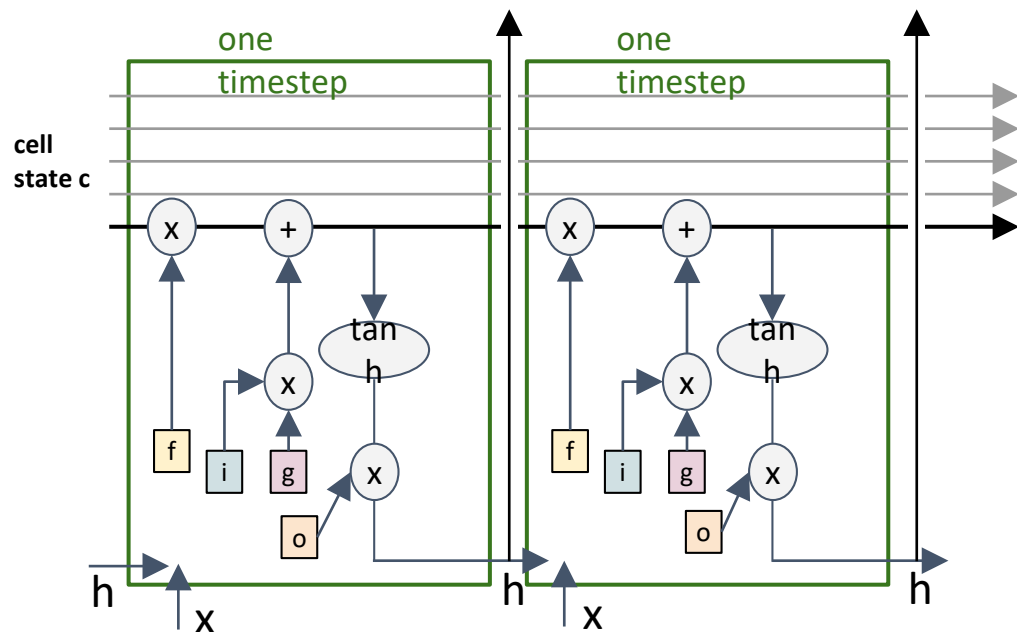 one
timestep
one
timestep
cell
state c
x
+
x
+
tan
h
tan
h
x
x
f
i
g
x
f
i
g
x
o
o
h
x
h
x
h